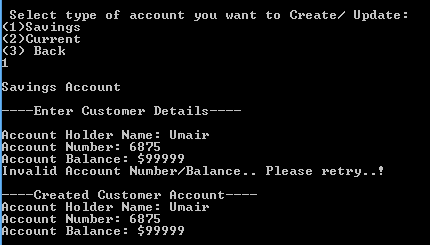 Select type of account you want to Create/ Update:
(1)Savings
(2)Current
(3) Back
1
Savings Account
----Enter Customer Details----
Account Holder Name: Umair
Account Number: 6875
Account Balance: $99999
Invalid Account Number/Balance.. Please retry..!
----Created Customer Account----
Account Holder Name: Umair
Account Number: 6875
Account Balance: $99999